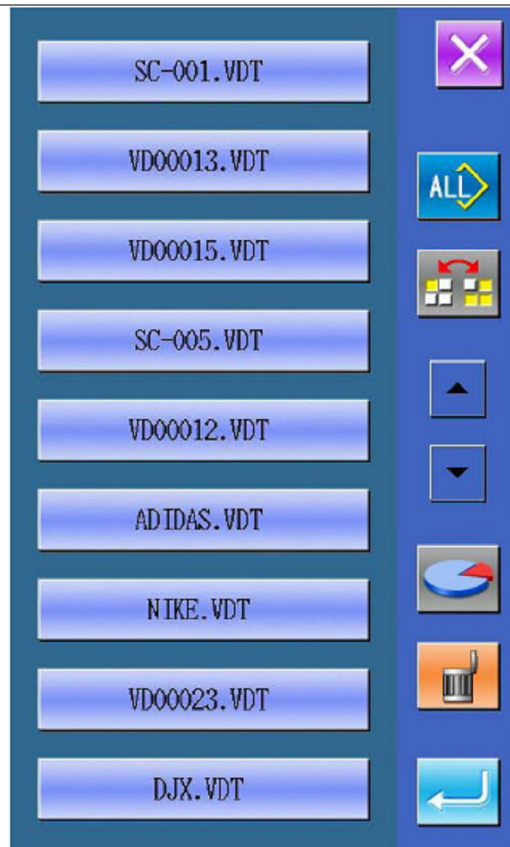 SC-001.VDT
ALL
VD00013.VDT
VD00015.VDT
SC-005.VDT
VD00012.VDT
ADIDAS.VDT
NIKE.VDT
VD00023.VDT
DJX.VDT